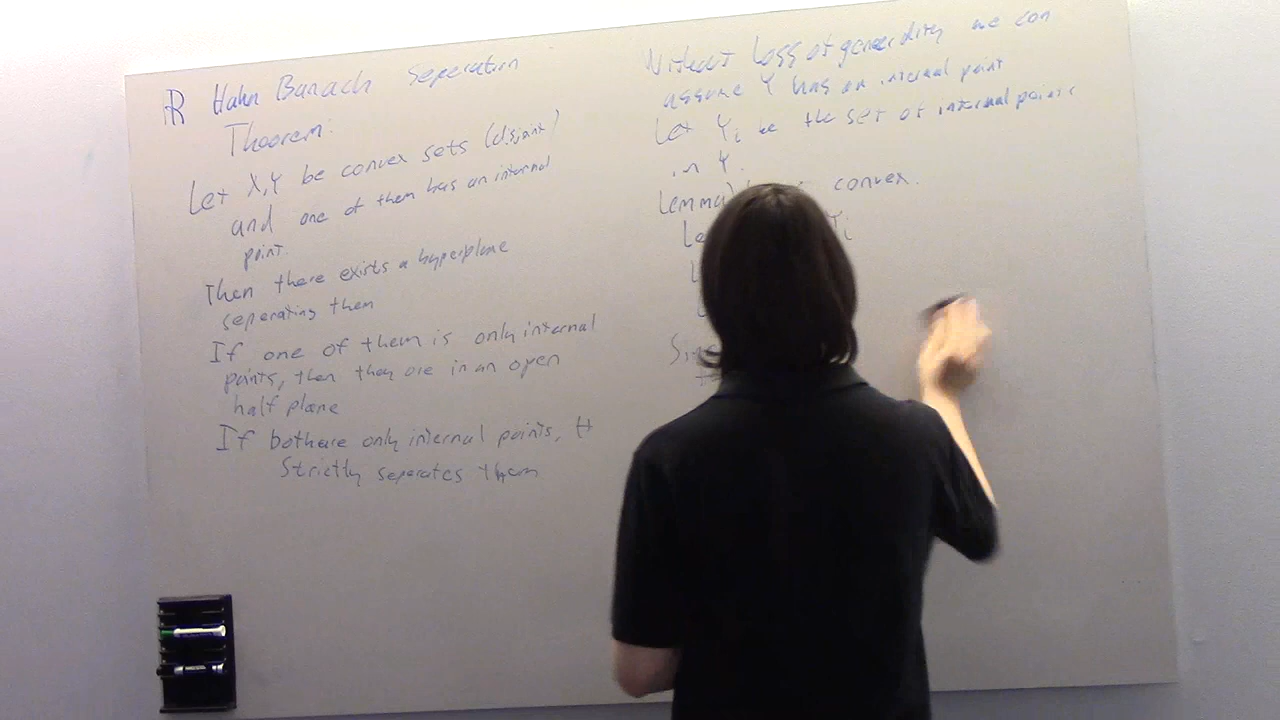 ℝ Hahn Banach Seperation
Theorem:
Let X,Y be convex sets (disjoint)
and one of them has an internal
point.
Then there exists a hyperplane
seperating them
If one of them is only internal
points, then they are in an open
half plane
If both are only internal points, H
Strictly seperates them
Without loss of generality we can
assume Y has an internal point
Let Yi be the set of internal points
in Y.
Lemma convex.
Yi